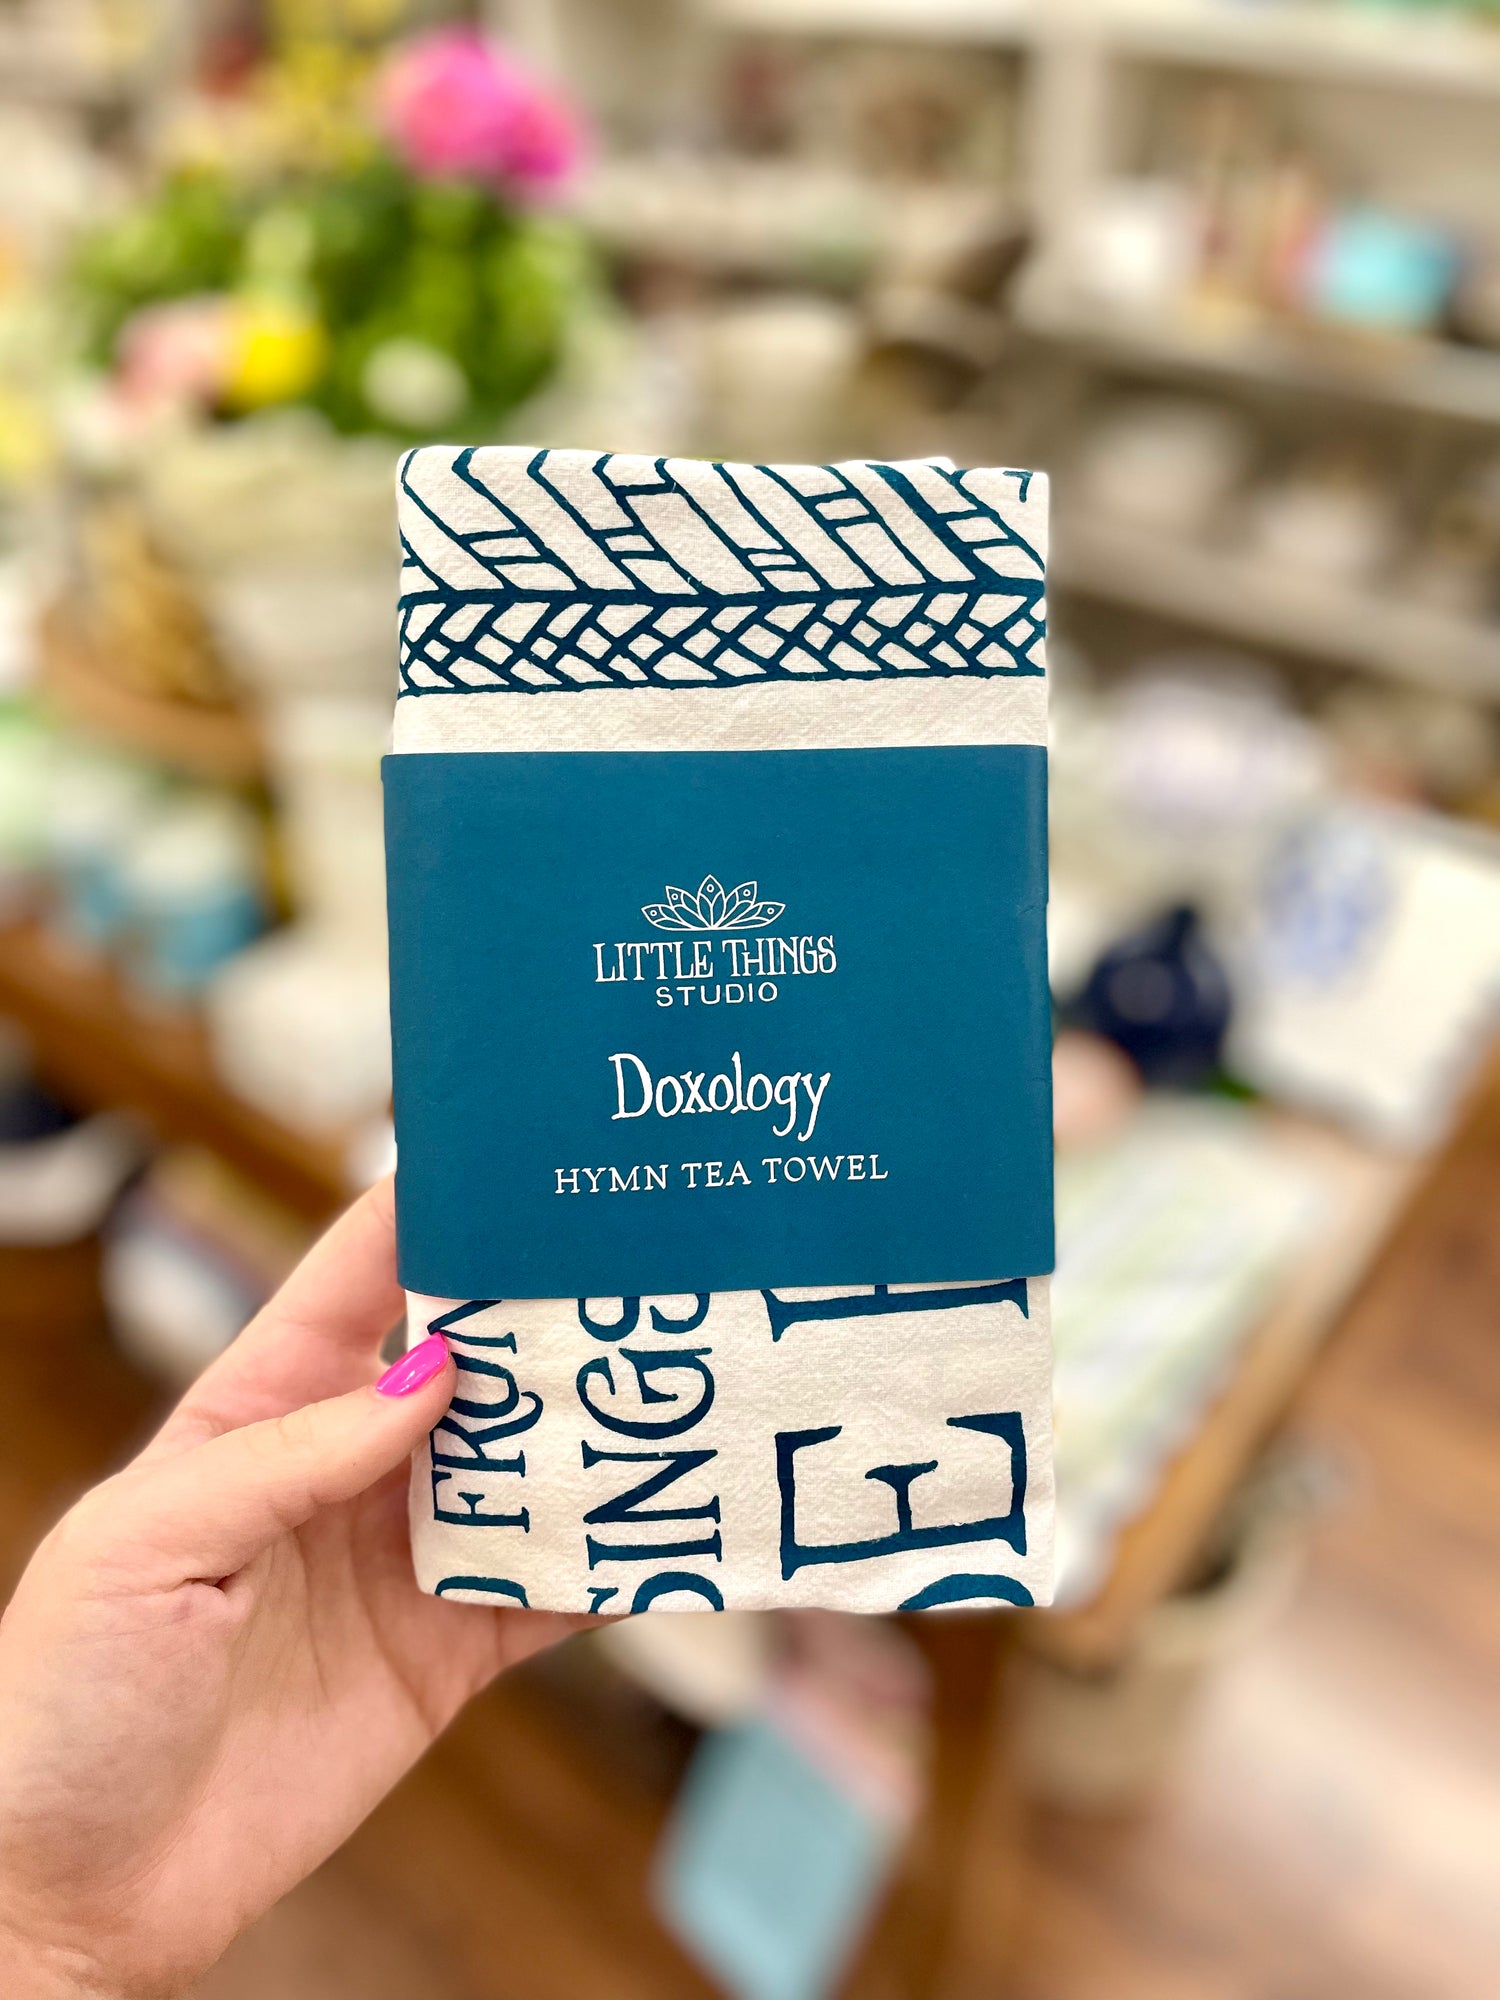 LITTLE THINGS
STUDIO
Doxology
HYMN TEA TOWEL
SINGS